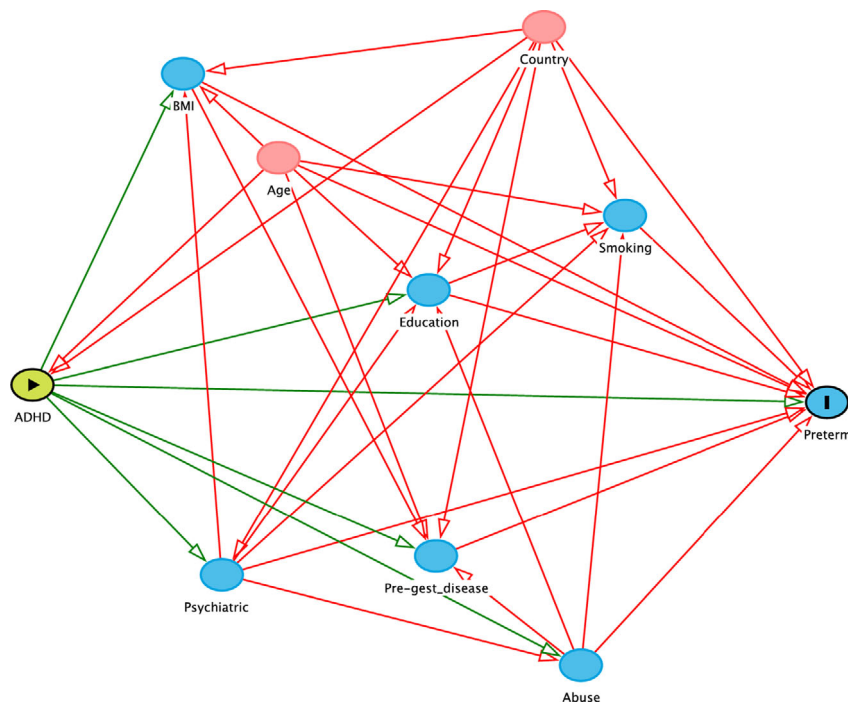 Country
BMI
Age
Smoking
Education
ADHD
Preterm
Pre-gest_disease
Psychiatric
Abuse